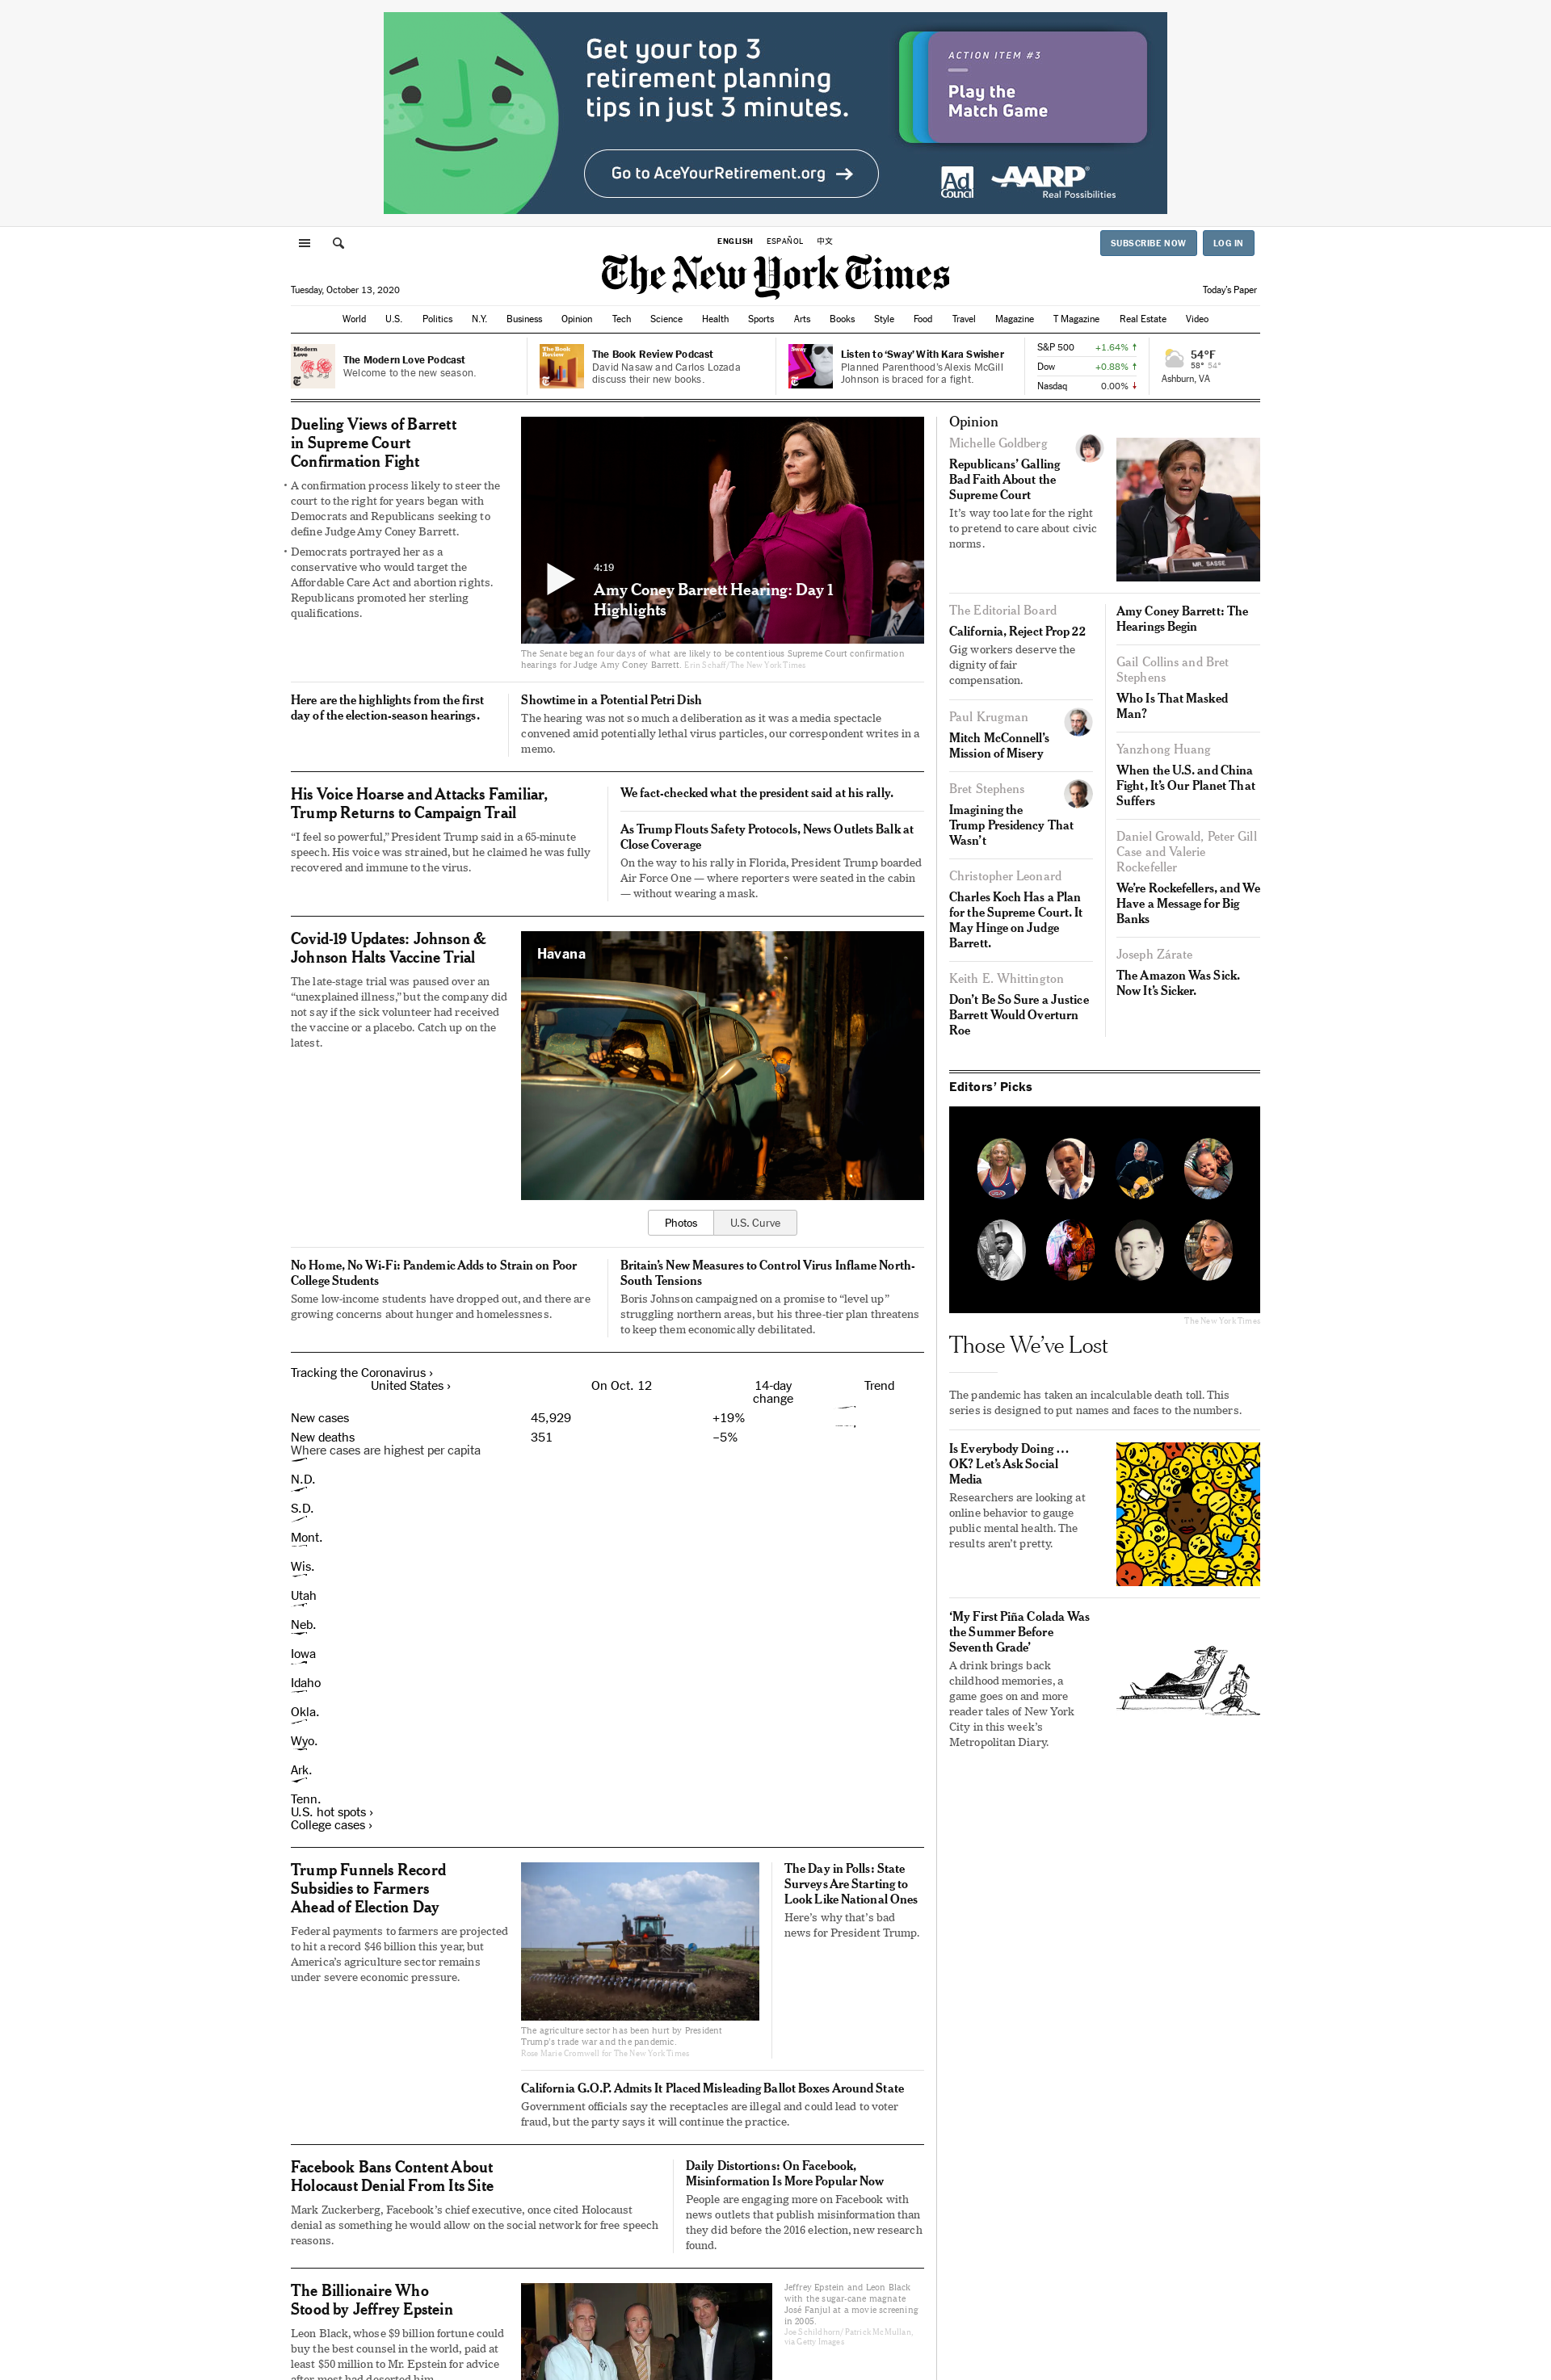 Get your top 3
retirement planning
tips in just 3 minutes.
Go to AceYourRetirement.org →
ACTION ITEM #3
Play the
Match Game
Ad
Council
AARP®
Real Possibilities
ENGLISH ESPAÑOL 中文
SUBSCRIBE NOW LOG IN
The New York Times
Tuesday, October 13, 2020
Today's Paper
World U.S. Politics N.Y. Business Opinion Tech Science Health Sports Arts Books Style Food Travel Magazine T Magazine Real Estate Video
Modern
Love
The Modern Love Podcast
Welcome to the new season.
The Book
Review
The Book Review Podcast
David Nasaw and Carlos Lozada
discuss their new books.
Sway
Listen to ‘Sway’ With Kara Swisher
Planned Parenthood’s Alexis McGill
Johnson is braced for a fight.
S&P 500 +1.64% ↑
Dow +0.88% ↑
Nasdaq 0.00% ↓
54°F
58° 54°
Ashburn, VA
Dueling Views of Barrett
in Supreme Court
Confirmation Fight
• A confirmation process likely to steer the
court to the right for years began with
Democrats and Republicans seeking to
define Judge Amy Coney Barrett.
• Democrats portrayed her as a
conservative who would target the
Affordable Care Act and abortion rights.
Republicans promoted her sterling
qualifications.
4:19
Amy Coney Barrett Hearing: Day 1
Highlights
The Senate began four days of what are likely to be contentious Supreme Court confirmation
hearings for Judge Amy Coney Barrett. Erin Schaff/The New York Times
Here are the highlights from the first
day of the election-season hearings.
Showtime in a Potential Petri Dish
The hearing was not so much a deliberation as it was a media spectacle
convened amid potentially lethal virus particles, our correspondent writes in a
memo.
His Voice Hoarse and Attacks Familiar,
Trump Returns to Campaign Trail
“I feel so powerful,” President Trump said in a 65-minute
speech. His voice was strained, but he claimed he was fully
recovered and immune to the virus.
We fact-checked what the president said at his rally.
As Trump Flouts Safety Protocols, News Outlets Balk at
Close Coverage
On the way to his rally in Florida, President Trump boarded
Air Force One — where reporters were seated in the cabin
— without wearing a mask.
Covid-19 Updates: Johnson &
Johnson Halts Vaccine Trial
The late-stage trial was paused over an
“unexplained illness,” but the company did
not say if the sick volunteer had received
the vaccine or a placebo. Catch up on the
latest.
Havana
Photos U.S. Curve
No Home, No Wi-Fi: Pandemic Adds to Strain on Poor
College Students
Some low-income students have dropped out, and there are
growing concerns about hunger and homelessness.
Britain’s New Measures to Control Virus Inflame North-
South Tensions
Boris Johnson campaigned on a promise to “level up”
struggling northern areas, but his three-tier plan threatens
to keep them economically debilitated.
Tracking the Coronavirus ›
United States › On Oct. 12 14-day
change Trend
New cases 45,929 +19%
New deaths 351 –5%
Where cases are highest per capita
N.D.
S.D.
Mont.
Wis.
Utah
Neb.
Iowa
Idaho
Okla.
Wyo.
Ark.
Tenn.
U.S. hot spots ›
College cases ›
Trump Funnels Record
Subsidies to Farmers
Ahead of Election Day
Federal payments to farmers are projected
to hit a record $46 billion this year, but
America’s agriculture sector remains
under severe economic pressure.
The agriculture sector has been hurt by President
Trump’s trade war and the pandemic.
Rose Marie Cromwell for The New York Times
The Day in Polls: State
Surveys Are Starting to
Look Like National Ones
Here’s why that’s bad
news for President Trump.
California G.O.P. Admits It Placed Misleading Ballot Boxes Around State
Government officials say the receptacles are illegal and could lead to voter
fraud, but the party says it will continue the practice.
Facebook Bans Content About
Holocaust Denial From Its Site
Mark Zuckerberg, Facebook’s chief executive, once cited Holocaust
denial as something he would allow on the social network for free speech
reasons.
Daily Distortions: On Facebook,
Misinformation Is More Popular Now
People are engaging more on Facebook with
news outlets that publish misinformation than
they did before the 2016 election, new research
found.
The Billionaire Who
Stood by Jeffrey Epstein
Leon Black, whose $9 billion fortune could
buy the best counsel in the world, paid at
least $50 million to Mr. Epstein for advice
after most had deserted him.
Jeffrey Epstein and Leon Black
with the sugar-cane magnate
José Fanjul at a movie screening
in 2005.
Joe Schildhorn/Patrick McMullan,
via Getty Images
Opinion
Michelle Goldberg
Republicans’ Galling
Bad Faith About the
Supreme Court
It’s way too late for the right
to pretend to care about civic
norms.
MR. SASSE
The Editorial Board
California, Reject Prop 22
Gig workers deserve the
dignity of fair
compensation.
Paul Krugman
Mitch McConnell’s
Mission of Misery
Bret Stephens
Imagining the
Trump Presidency That
Wasn’t
Christopher Leonard
Charles Koch Has a Plan
for the Supreme Court. It
May Hinge on Judge
Barrett.
Keith E. Whittington
Don’t Be So Sure a Justice
Barrett Would Overturn
Roe
Amy Coney Barrett: The
Hearings Begin
Gail Collins and Bret
Stephens
Who Is That Masked
Man?
Yanzhong Huang
When the U.S. and China
Fight, It’s Our Planet That
Suffers
Daniel Growald, Peter Gill
Case and Valerie
Rockefeller
We’re Rockefellers, and We
Have a Message for Big
Banks
Joseph Zárate
The Amazon Was Sick.
Now It’s Sicker.
Editors’ Picks
The New York Times
Those We’ve Lost
The pandemic has taken an incalculable death toll. This
series is designed to put names and faces to the numbers.
Is Everybody Doing …
OK? Let’s Ask Social
Media
Researchers are looking at
online behavior to gauge
public mental health. The
results aren’t pretty.
‘My First Piña Colada Was
the Summer Before
Seventh Grade’
A drink brings back
childhood memories, a
game goes on and more
reader tales of New York
City in this week’s
Metropolitan Diary.